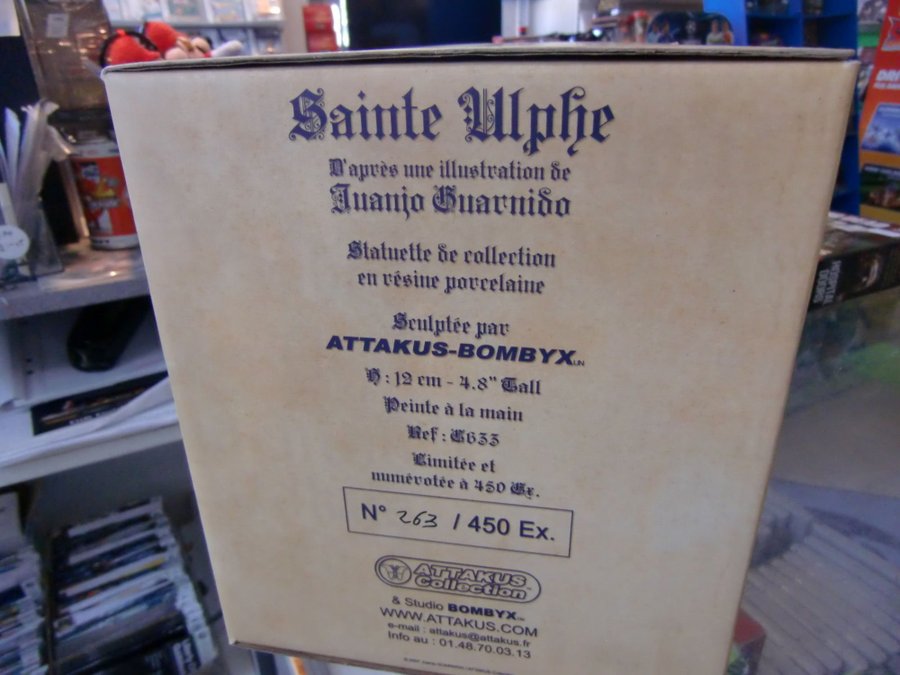 Sainte Ulphe
D'après une illustration de
Juanjo Guarnido
Statuette de collection
en résine porcelaine
Sculptée par
ATTAKUS-BOMBYX
H : 12 cm - 4.8" Tall
Peinte à la main
Ref : C633
Limitée et
numérotée à 450 Ex.
N° 263 / 450 Ex.
ATTAKUS
Collection
& Studio BOMBYX
WWW.ATTAKUS.COM
e-mail : attakus@attakus.fr
Info au : 01.48.70.03.13